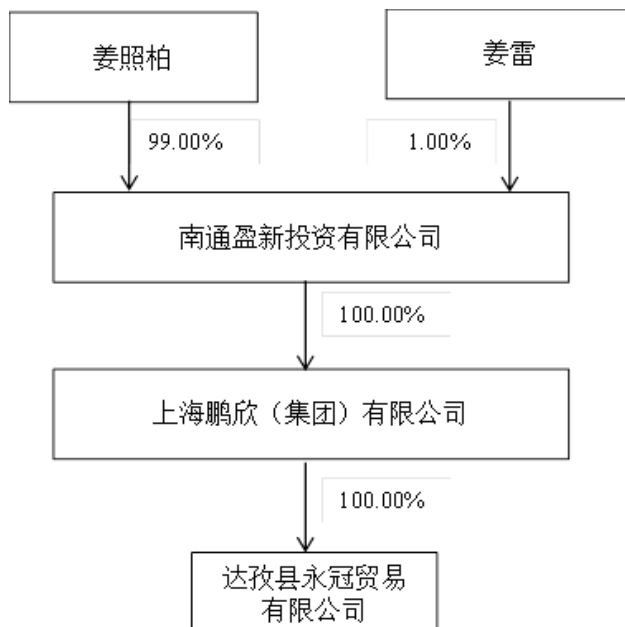 姜照柏
姜雷
99.00%
1.00%
南通盈新投资有限公司
100.00%
上海鹏欣（集团）有限公司
100.00%
达孜县永冠贸易
有限公司